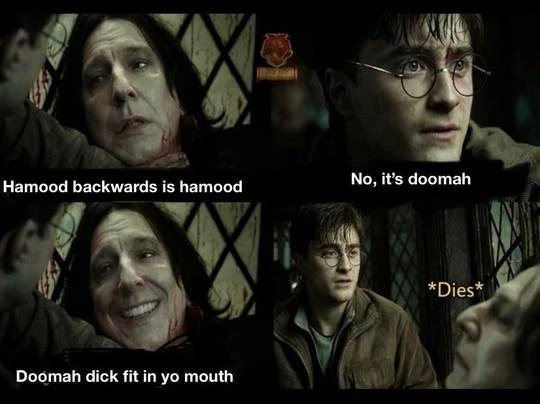 Hamood backwards is hamood
No, it's doomah
Doomah dick fit in yo mouth
*Dies*